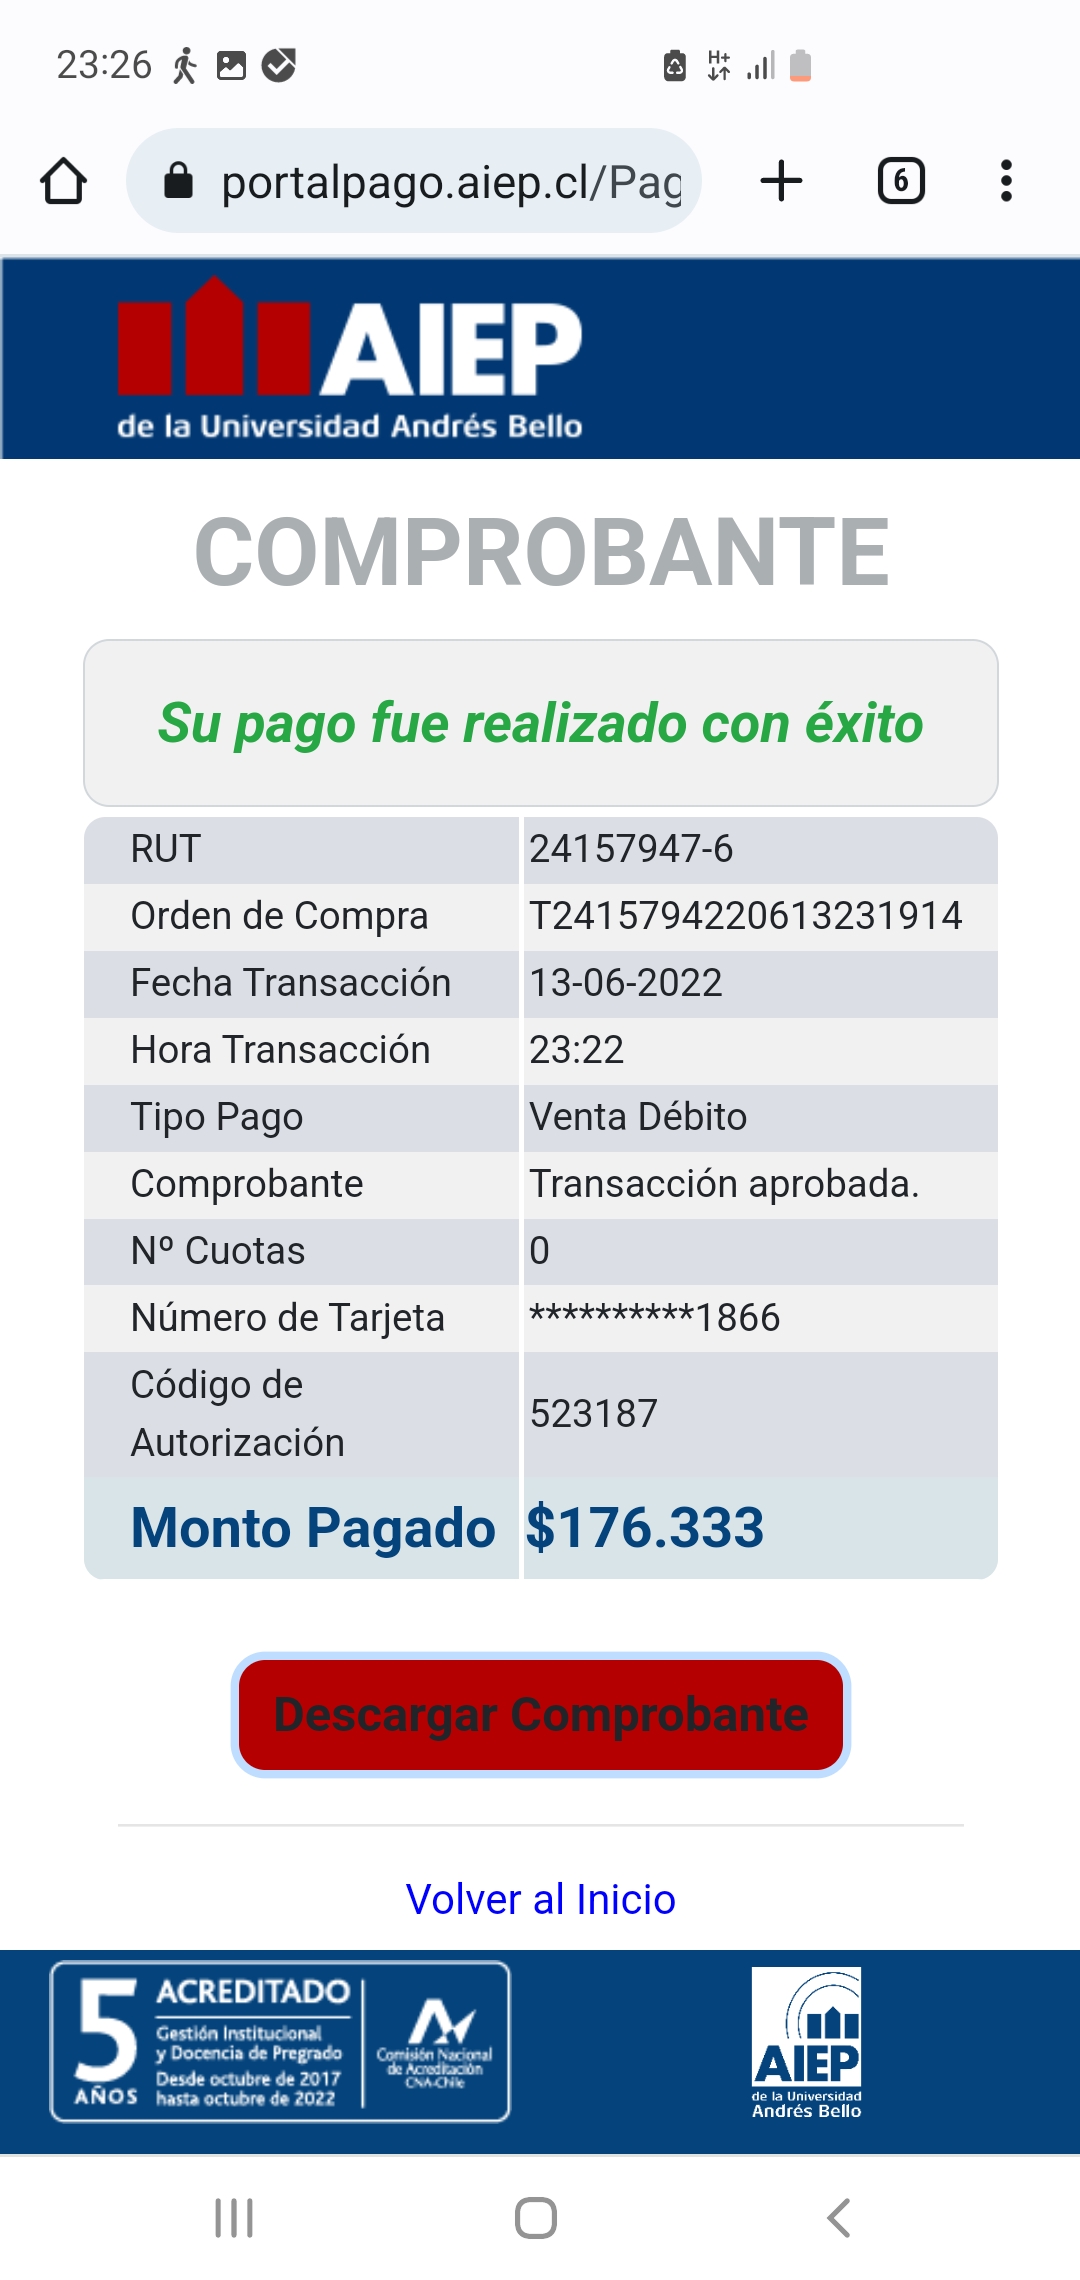 23:26
H+
portalpago.aiep.cl/Pag
6
AIEP
de la Universidad Andrés Bello
COMPROBANTE
Su pago fue realizado con éxito
RUT 24157947-6
Orden de Compra T2415794220613231914
Fecha Transacción 13-06-2022
Hora Transacción 23:22
Tipo Pago Venta Débito
Comprobante Transacción aprobada.
Nº Cuotas 0
Número de Tarjeta **********1866
Código de
Autorización 523187
Monto Pagado $176.333
Descargar Comprobante
Volver al Inicio
5 AÑOS
ACREDITADO
Gestión Institucional
y Docencia de Pregrado
Desde octubre de 2017
hasta octubre de 2022
Comisión Nacional
de Acreditación
CNA-Chile
AIEP
de la Universidad
Andrés Bello